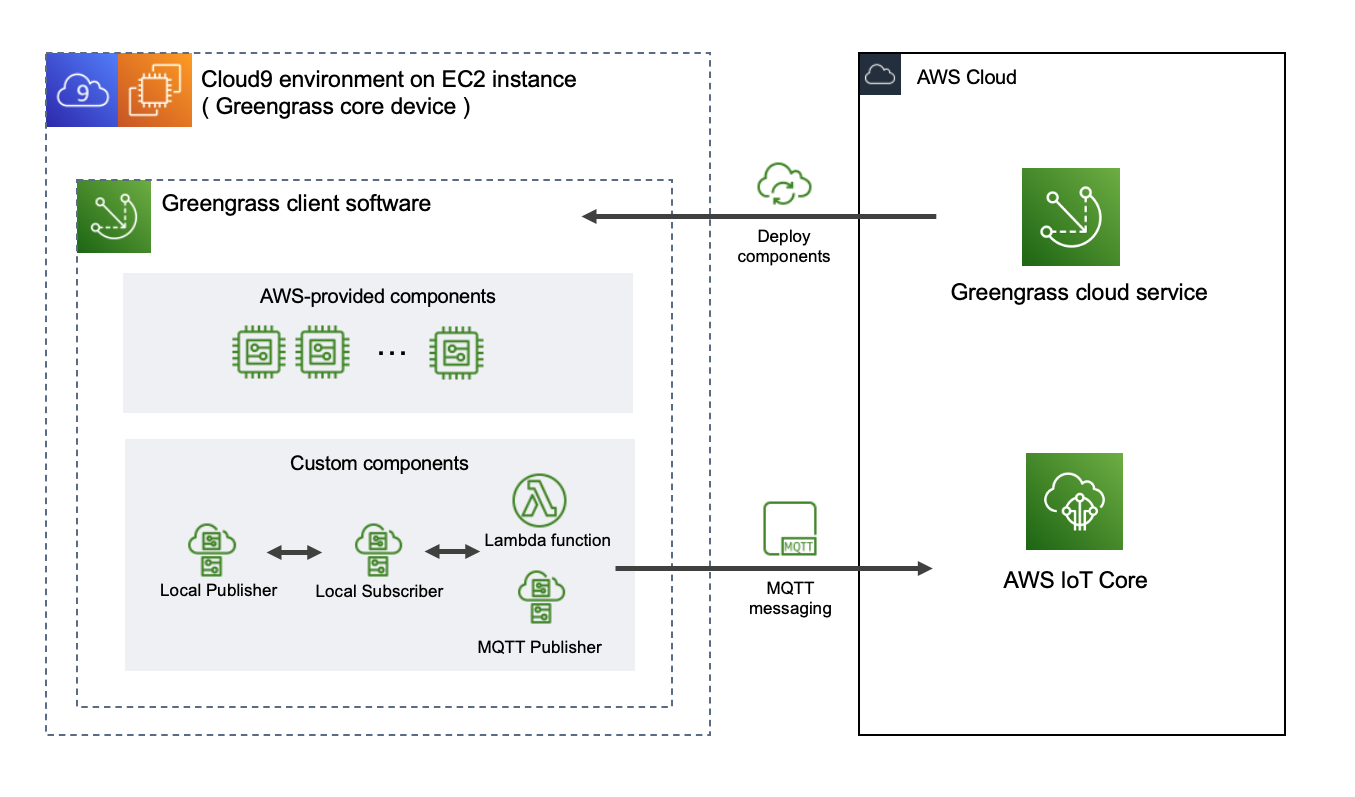 9
Cloud9 environment on EC2 instance
( Greengrass core device )
AWS Cloud
Greengrass client software
Deploy
components
Greengrass cloud service
AWS-provided components
...
Custom components
Lambda function
Local Publisher
Local Subscriber
MQTT Publisher
MQTT
MQTT
messaging
AWS IoT Core